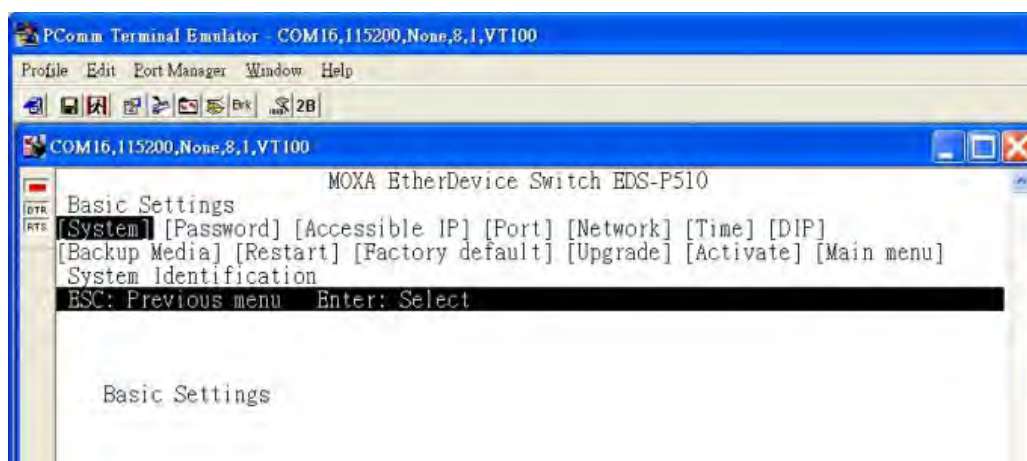 PComm Terminal Emulator - COM16,115200,None,8,1,VT100
Profile Edit Port Manager Window Help
Brk 2B
COM16,115200,None,8,1,VT100
MOXA EtherDevice Switch EDS-P510
DTR Basic Settings
RTS [System] [Password] [Accessible IP] [Port] [Network] [Time] [DIP]
[Backup Media] [Restart] [Factory default] [Upgrade] [Activate] [Main menu]
System Identification
ESC: Previous menu Enter: Select
Basic Settings